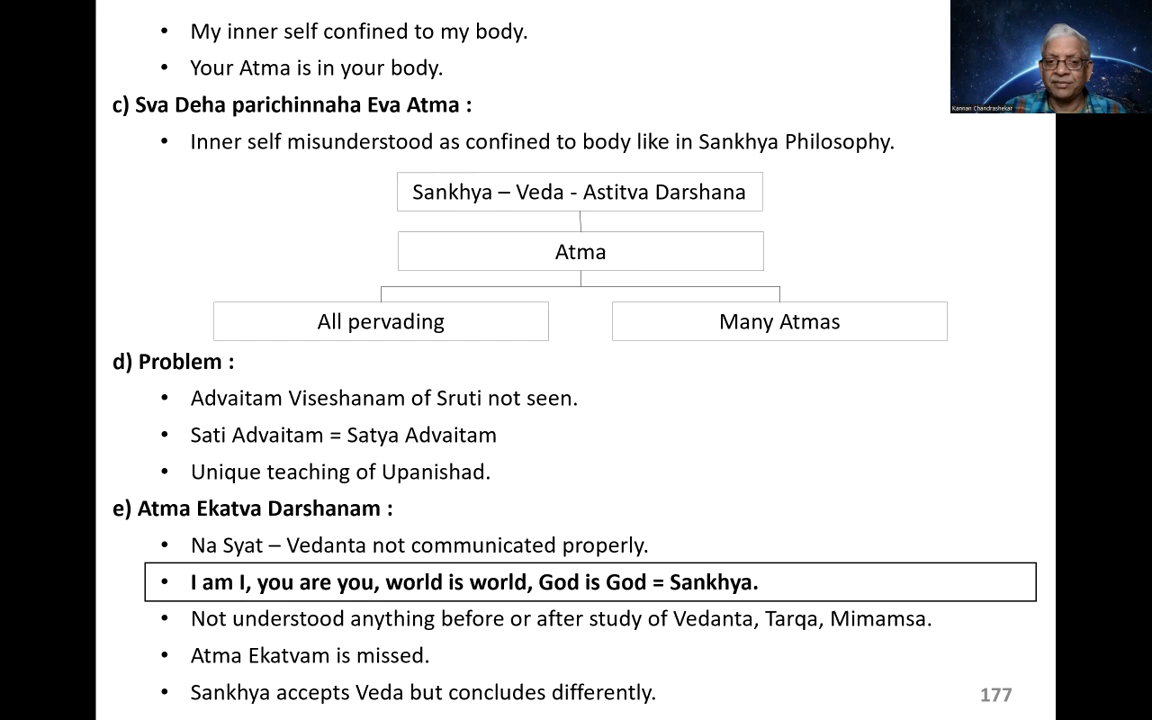 • My inner self confined to my body.
• Your Atma is in your body.
c) Sva Deha parichinnaha Eva Atma :
• Inner self misunderstood as confined to body like in Sankhya Philosophy.
Sankhya – Veda - Astitva Darshana
Atma
All pervading
Many Atmas
d) Problem :
• Advaitam Viseshanam of Sruti not seen.
• Sati Advaitam = Satya Advaitam
• Unique teaching of Upanishad.
e) Atma Ekatva Darshanam :
• Na Syat – Vedanta not communicated properly.
• I am I, you are you, world is world, God is God = Sankhya.
• Not understood anything before or after study of Vedanta, Tarqa, Mimamsa.
• Atma Ekatvam is missed.
• Sankhya accepts Veda but concludes differently.
177
Kannan Chandrashekar